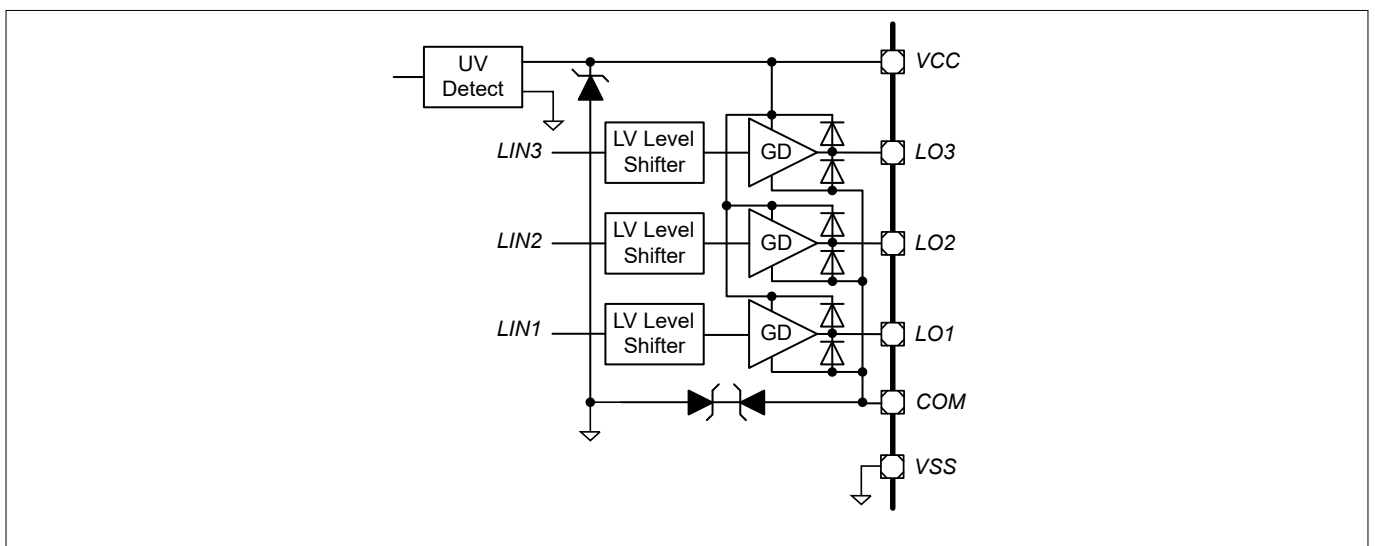 UV
Detect
VCC
LIN3
LV Level
Shifter
GD
LO3
LIN2
LV Level
Shifter
GD
LO2
LIN1
LV Level
Shifter
GD
LO1
COM
VSS